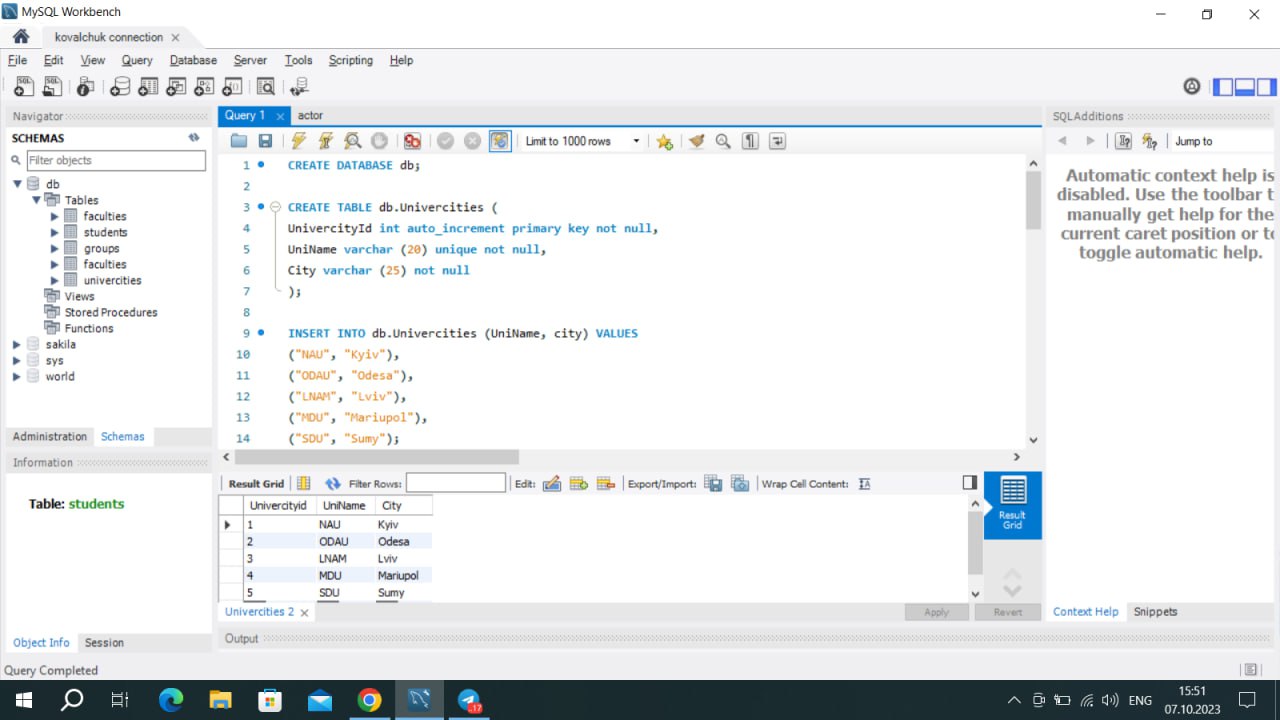 MySQL Workbench
kovalchuk connection
File Edit View Query Database Server Tools Scripting Help
Navigator
SCHEMAS
Filter objects
db
Tables
faculties
students
groups
faculties
univercities
Views
Stored Procedures
Functions
sakila
sys
world
Administration Schemas
Information
Table: students
Object Info Session
Query 1 actor
Limit to 1000 rows
1 CREATE DATABASE db;
2
3 CREATE TABLE db.Univercities (
4 UnivercityId int auto_increment primary key not null,
5 UniName varchar (20) unique not null,
6 City varchar (25) not null
7 );
8
9 INSERT INTO db.Univercities (UniName, city) VALUES
10 ("NAU", "Kyiv"),
11 ("ODAU", "Odesa"),
12 ("LNAM", "Lviv"),
13 ("MDU", "Mariupol"),
14 ("SDU", "Sumy");
Result Grid Filter Rows: Edit: Export/Import: Wrap Cell Content:
Univercityid UniName City
1 NAU Kyiv
2 ODAU Odesa
3 LNAM Lviv
4 MDU Mariupol
5 SDU Sumy
Result
Grid
Univercities 2
Apply Revert
Output
SQLAdditions
Jump to
Automatic context help is
disabled. Use the toolbar t
manually get help for the
current caret position or to
toggle automatic help.
Context Help Snippets
Query Completed
17
ENG
15:51
07.10.2023